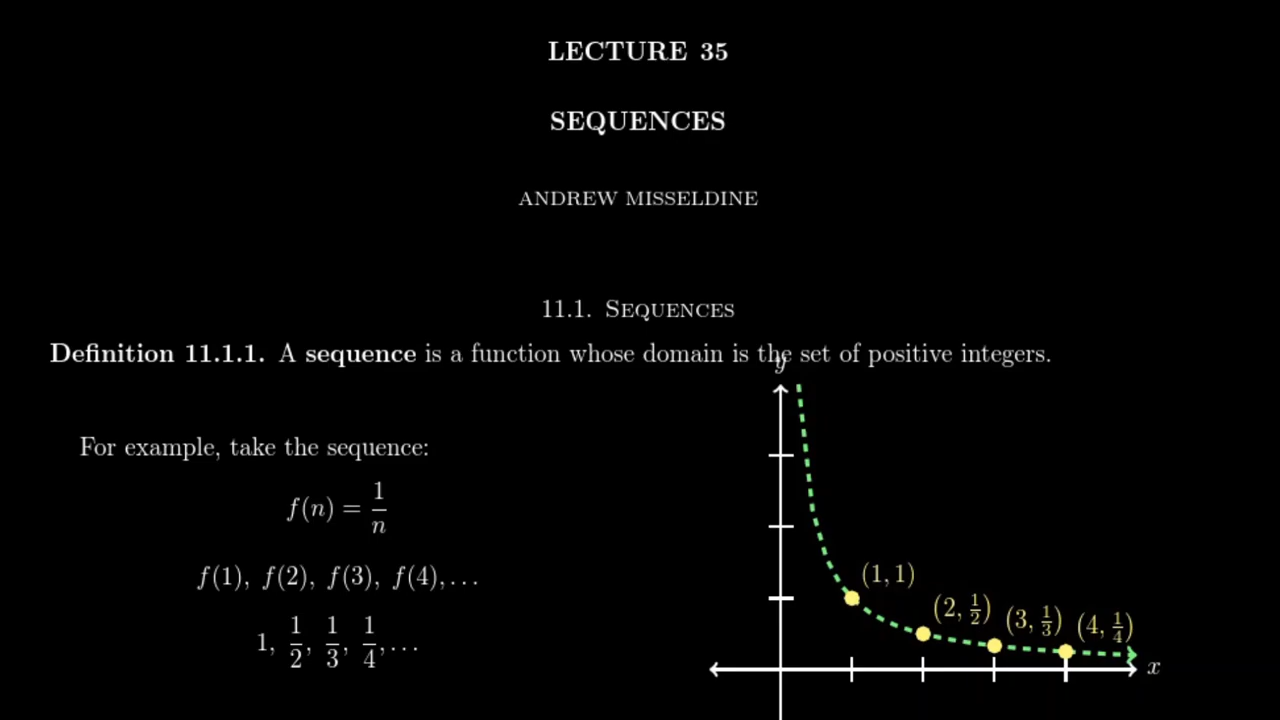 LECTURE 35
SEQUENCES
ANDREW MISSELDINE
11.1. SEQUENCES
Definition 11.1.1. A sequence is a function whose domain is the set of positive integers.
y
For example, take the sequence:
f(n) = 1/n
f(1), f(2), f(3), f(4), . . .
1, 1/2, 1/3, 1/4, . . .
(1, 1)
(2, 1/2) (3, 1/3) (4, 1/4)
x